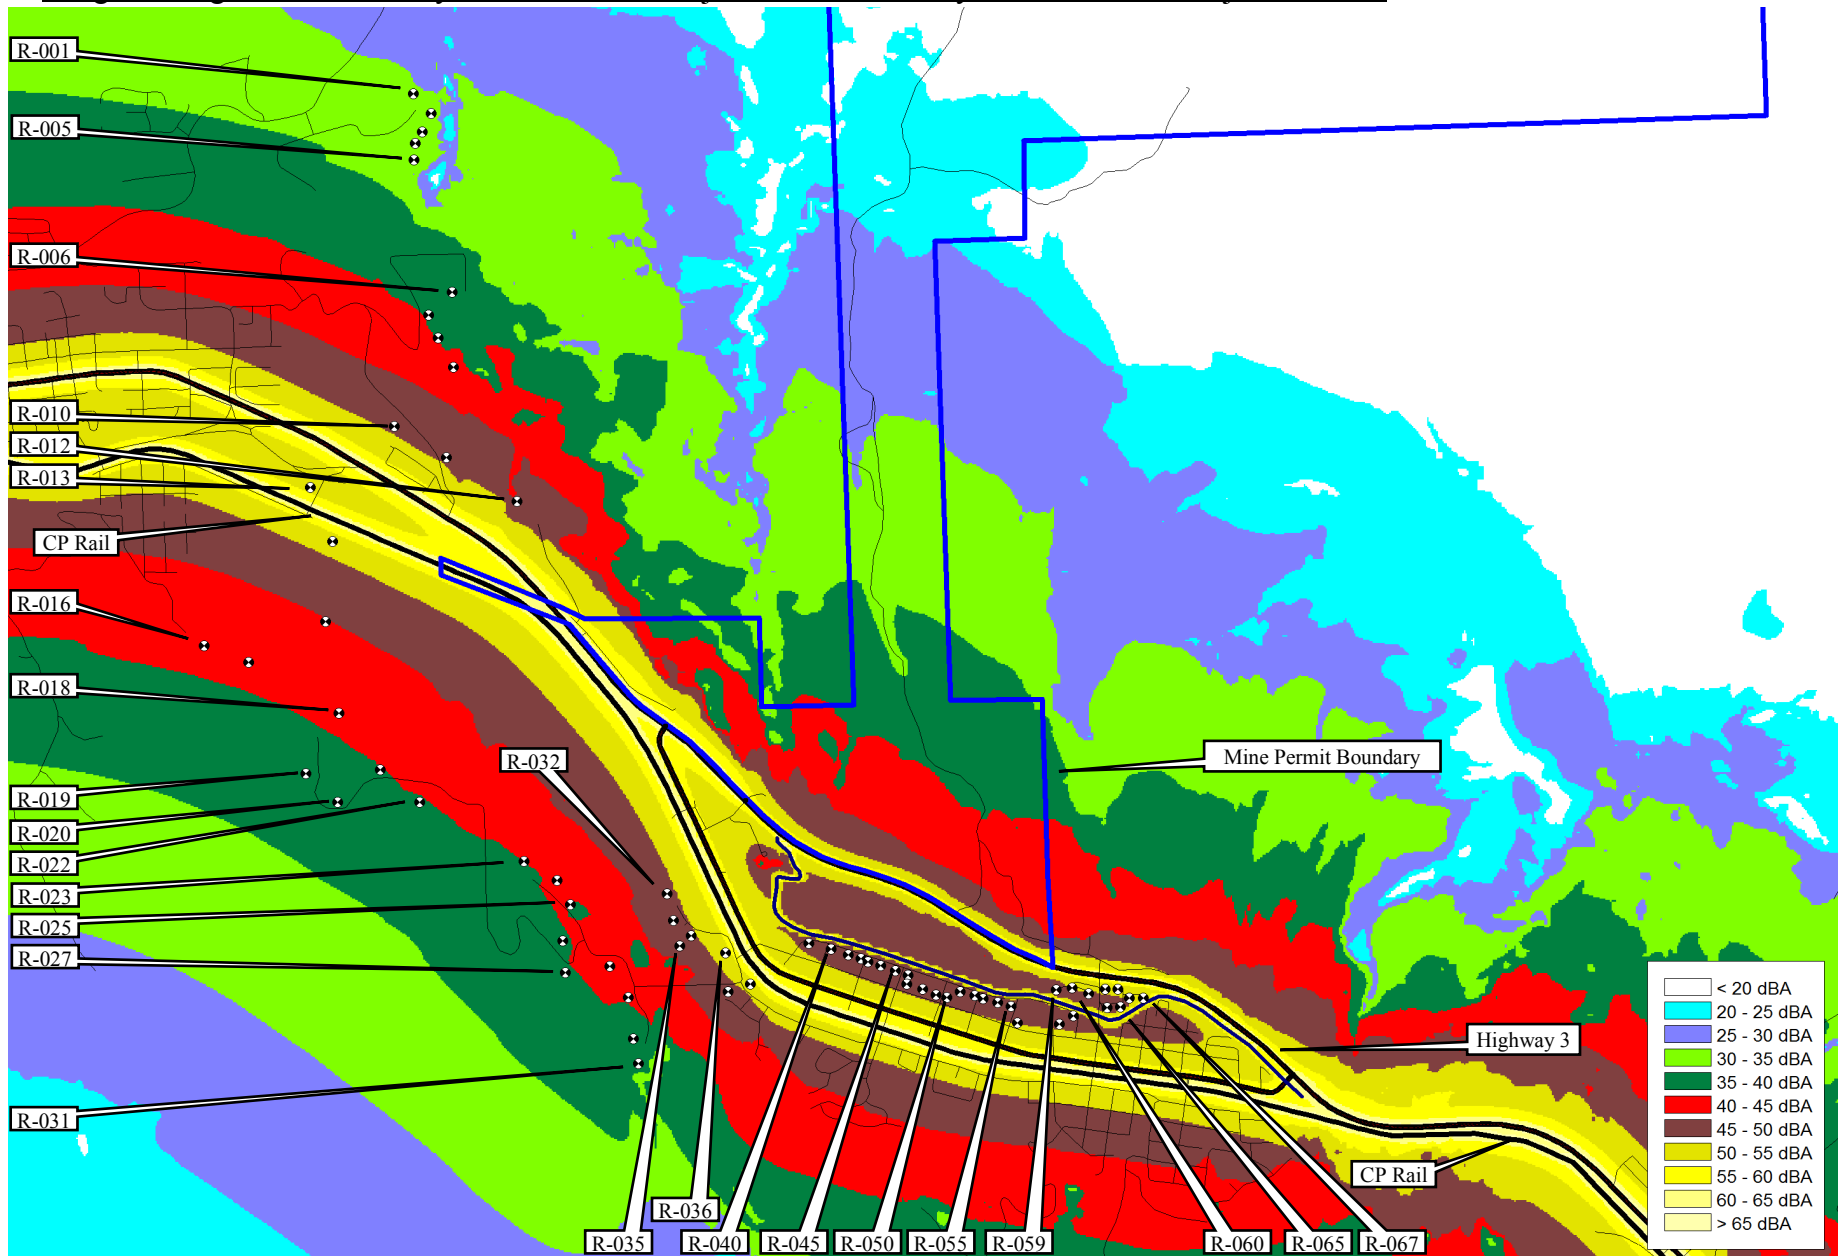 R-001
R-005
R-006
R-010
R-012
R-013
CP Rail
R-016
R-018
R-032
Mine Permit Boundary
R-019
R-020
R-022
R-023
R-025
R-027
Highway 3
R-031
CP Rail
R-036
R-035
R-040
R-045
R-050
R-055
R-059
R-060
R-065
R-067
< 20 dBA
20 - 25 dBA
25 - 30 dBA
30 - 35 dBA
35 - 40 dBA
40 - 45 dBA
45 - 50 dBA
50 - 55 dBA
55 - 60 dBA
60 - 65 dBA
> 65 dBA